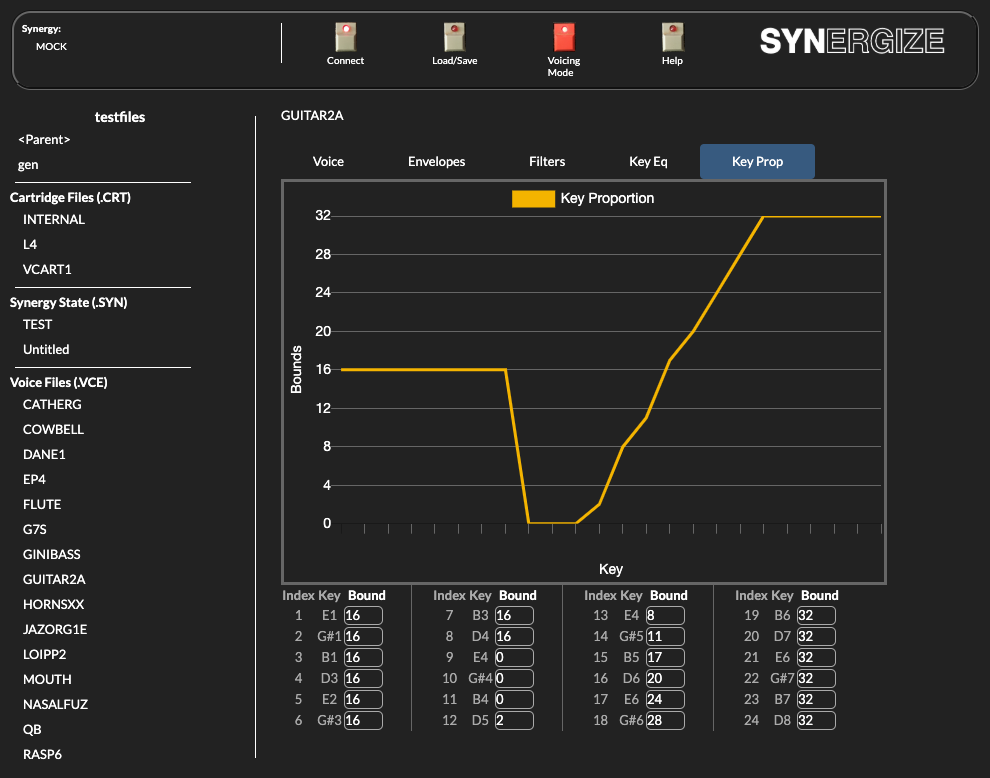 Synergy:
MOCK
Connect
Load/Save
Voicing
Mode
Help
SYNERGIZE
testfiles
<Parent>
gen
Cartridge Files (.CRT)
INTERNAL
L4
VCART1
Synergy State (.SYN)
TEST
Untitled
Voice Files (.VCE)
CATHERG
COWBELL
DANE1
EP4
FLUTE
G7S
GINIBASS
GUITAR2A
HORNSXX
JAZORG1E
LOIPP2
MOUTH
NASALFUZ
QB
RASP6
GUITAR2A
Voice Envelopes Filters Key Eq Key Prop
Key Proportion
32
28
24
20
16
12
8
4
0
Bounds
Key
Index Key Bound Index Key Bound Index Key Bound Index Key Bound
1 E1 16 7 B3 16 13 E4 8 19 B6 32
2 G#1 16 8 D4 16 14 G#5 11 20 D7 32
3 B1 16 9 E4 0 15 B5 17 21 E6 32
4 D3 16 10 G#4 0 16 D6 20 22 G#7 32
5 E2 16 11 B4 0 17 E6 24 23 B7 32
6 G#3 16 12 D5 2 18 G#6 28 24 D8 32